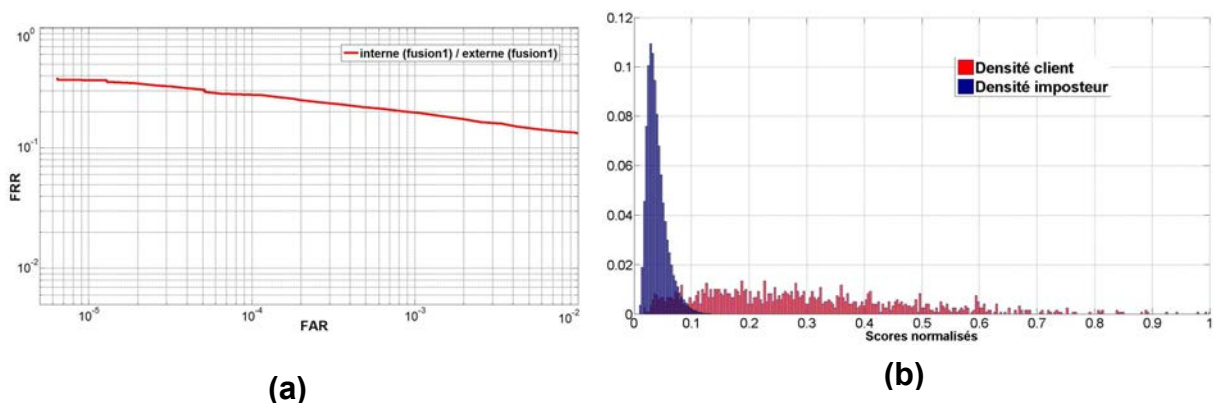 10^0
10^-1
10^-2
FRR
interne (fusion1) / externe (fusion1)
10^-5
10^-4
10^-3
10^-2
FAR
(a)
0.12
0.1
0.08
0.06
0.04
0.02
0
Densité client
Densité imposteur
0 0.1 0.2 0.3 0.4 0.5 0.6 0.7 0.8 0.9 1
Scores normalisés
(b)